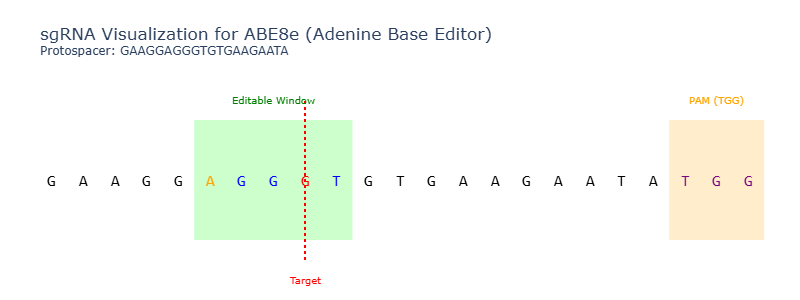 sgRNA Visualization for ABE8e (Adenine Base Editor)
Protospacer: GAAGGAGGGTGTGAAGAATA
Editable Window PAM (TGG)
G A A G G A G G G T G T G A A G A A T A T G G
Target